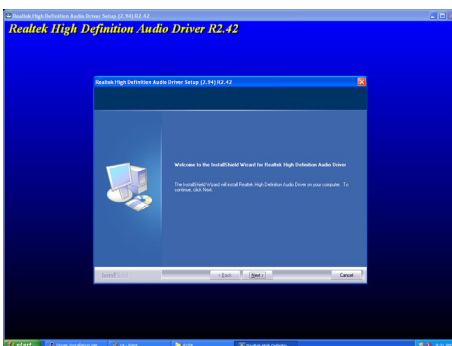 Realtek High Definition Audio Driver Setup (2.94) R2.42
Realtek High Definition Audio Driver R2.42
Realtek High Definition Audio Driver Setup (2.94) R2.42
Welcome to the InstallShield Wizard for Realtek High Definition Audio Driver
The InstallShield Wizard will install Realtek High Definition Audio Driver on your computer. To
continue, click Next.
InstallShield
< Back
Next >
Cancel
start
Realtek High Definitio...